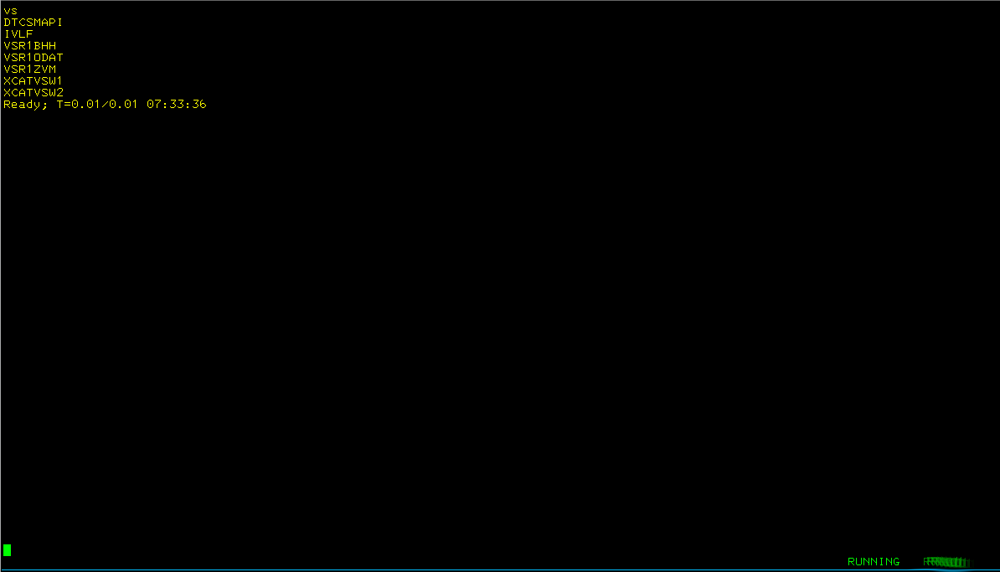 vs
DTCSMAPI
IVLF
VSR1BHH
VSR1ODAT
VSR1ZVM
XCATVSW1
XCATVSW2
Ready; T=0.01/0.01 07:33:36
RUNNING